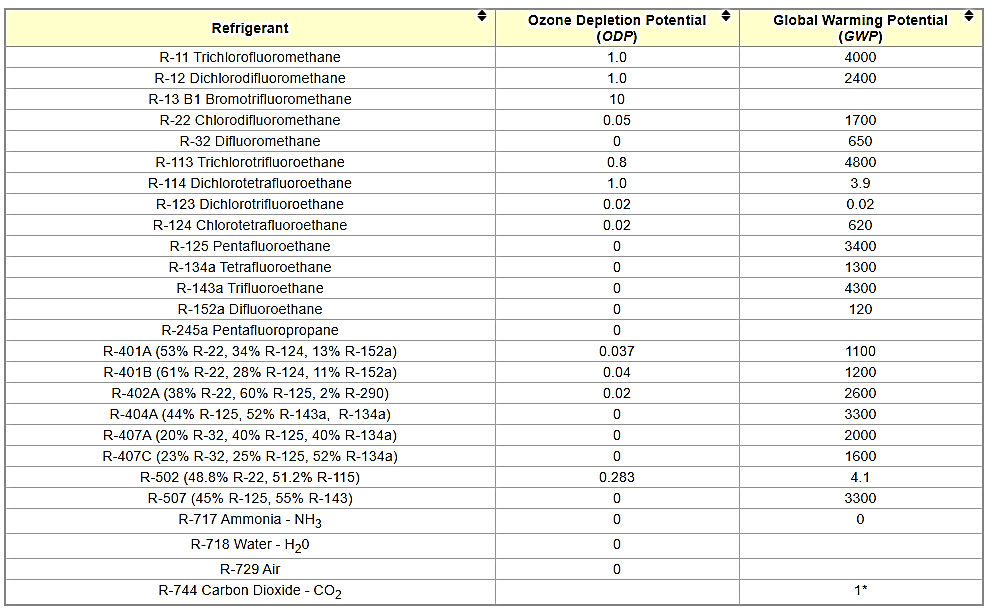 Refrigerant Ozone Depletion Potential Global Warming Potential
(ODP) (GWP)
R-11 Trichlorofluoromethane 1.0 4000
R-12 Dichlorodifluoromethane 1.0 2400
R-13 B1 Bromotrifluoromethane 10
R-22 Chlorodifluoromethane 0.05 1700
R-32 Difluoromethane 0 650
R-113 Trichlorotrifluoroethane 0.8 4800
R-114 Dichlorotetrafluoroethane 1.0 3.9
R-123 Dichlorotrifluoroethane 0.02 0.02
R-124 Chlorotetrafluoroethane 0.02 620
R-125 Pentafluoroethane 0 3400
R-134a Tetrafluoroethane 0 1300
R-143a Trifluoroethane 0 4300
R-152a Difluoroethane 0 120
R-245a Pentafluoropropane 0
R-401A (53% R-22, 34% R-124, 13% R-152a) 0.037 1100
R-401B (61% R-22, 28% R-124, 11% R-152a) 0.04 1200
R-402A (38% R-22, 60% R-125, 2% R-290) 0.02 2600
R-404A (44% R-125, 52% R-143a, R-134a) 0 3300
R-407A (20% R-32, 40% R-125, 40% R-134a) 0 2000
R-407C (23% R-32, 25% R-125, 52% R-134a) 0 1600
R-502 (48.8% R-22, 51.2% R-115) 0.283 4.1
R-507 (45% R-125, 55% R-143) 0 3300
R-717 Ammonia - NH3 0 0
R-718 Water - H20 0
R-729 Air 0
R-744 Carbon Dioxide - CO2 1*